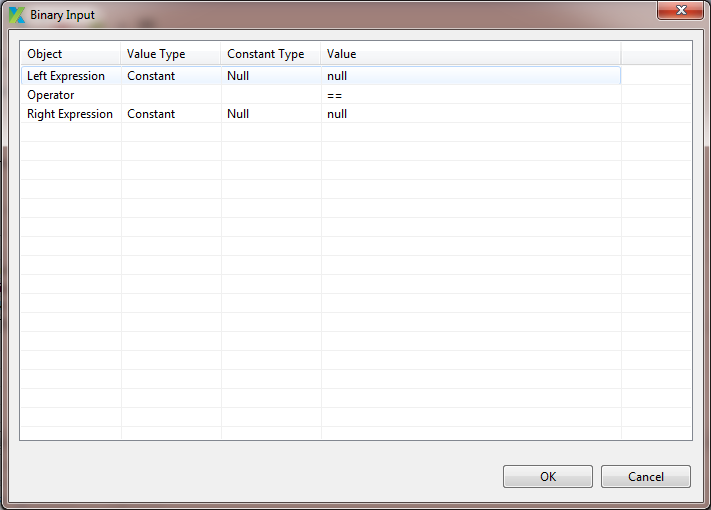 Binary Input
Object Value Type Constant Type Value
Left Expression Constant Null null
Operator ==
Right Expression Constant Null null
OK Cancel